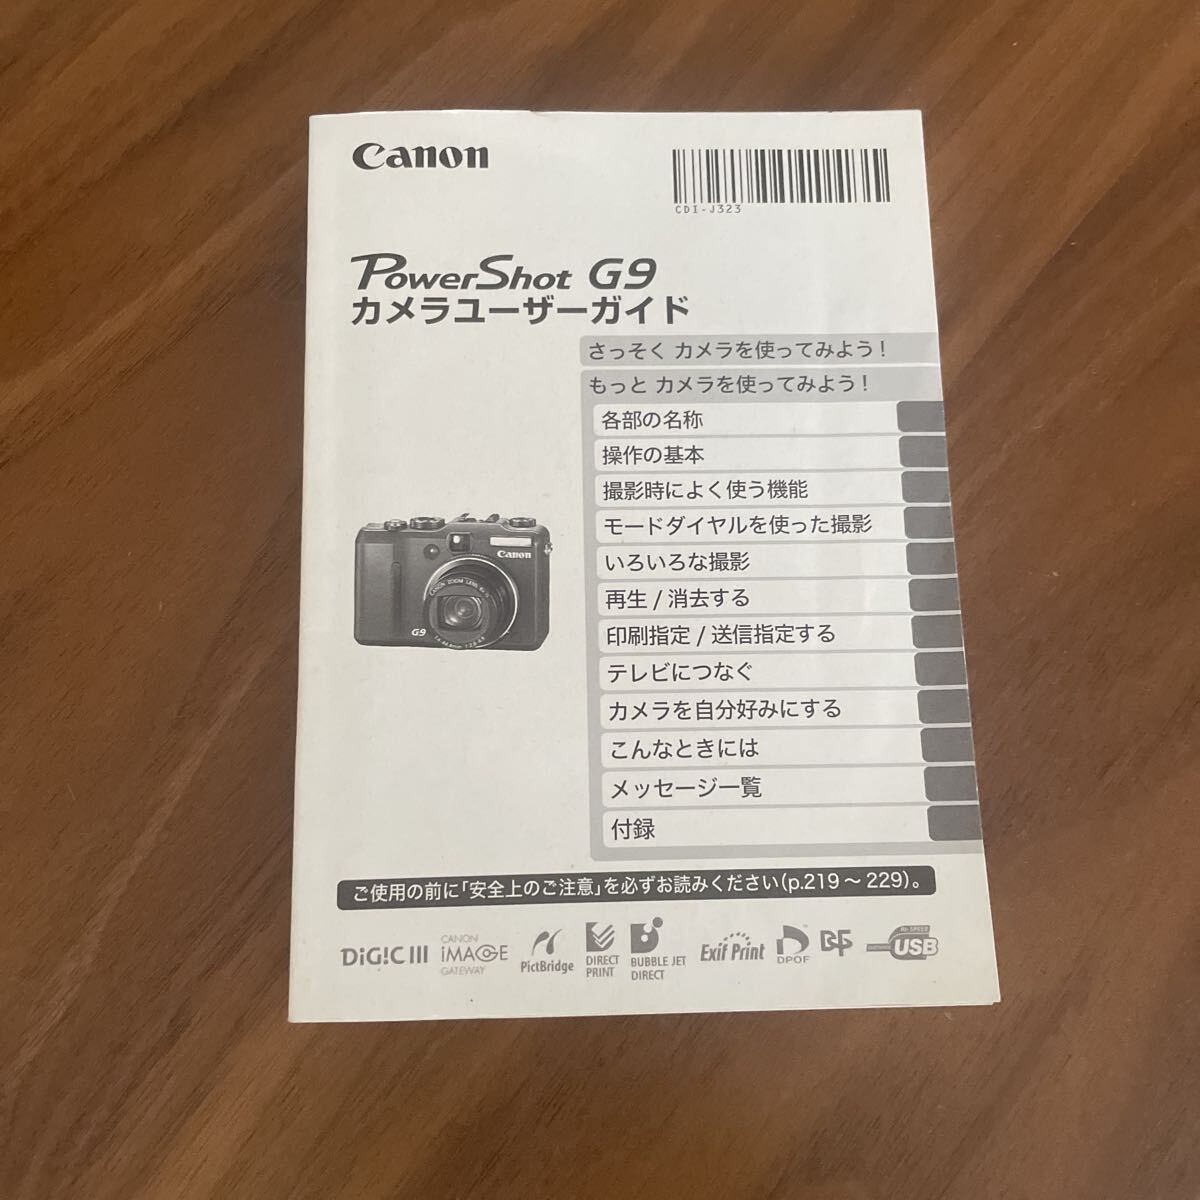 Canon
CDI-J323
PowerShot G9
カメラユーザーガイド
さっそく カメラを使ってみよう！
もっと カメラを使ってみよう！
各部の名称
操作の基本
撮影時によく使う機能
モードダイヤルを使った撮影
いろいろな撮影
再生 / 消去する
印刷指定 / 送信指定する
テレビにつなぐ
カメラを自分好みにする
こんなときには
メッセージ一覧
付録
Canon
CANON ZOOM LENS
G9
ご使用の前に「安全上のご注意」を必ずお読みください（p.219 ～ 229）。
DiG!C III
CANON
iMAGE
GATEWAY
PictBridge
DIRECT
PRINT
BUBBLE JET
DIRECT
Exif Print
DPOF
HI-SPEED
USB